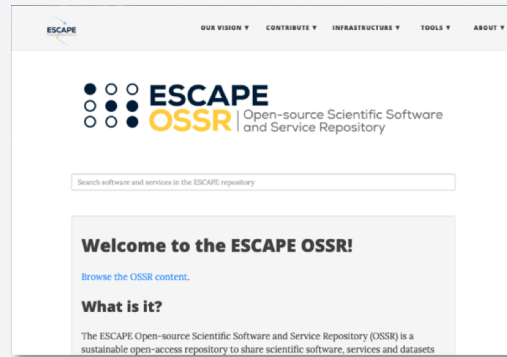 ESCAPE
OUR VISION ▼ CONTRIBUTE ▼ INFRASTRUCTURE ▼ TOOLS ▼ ABOUT ▼
ESCAPE
OSSR | Open-source Scientific Software
and Service Repository
Search software and services in the ESCAPE repository
Welcome to the ESCAPE OSSR!
Browse the OSSR content.
What is it?
The ESCAPE Open-source Scientific Software and Service Repository (OSSR) is a
sustainable open-access repository to share scientific software, services and datasets